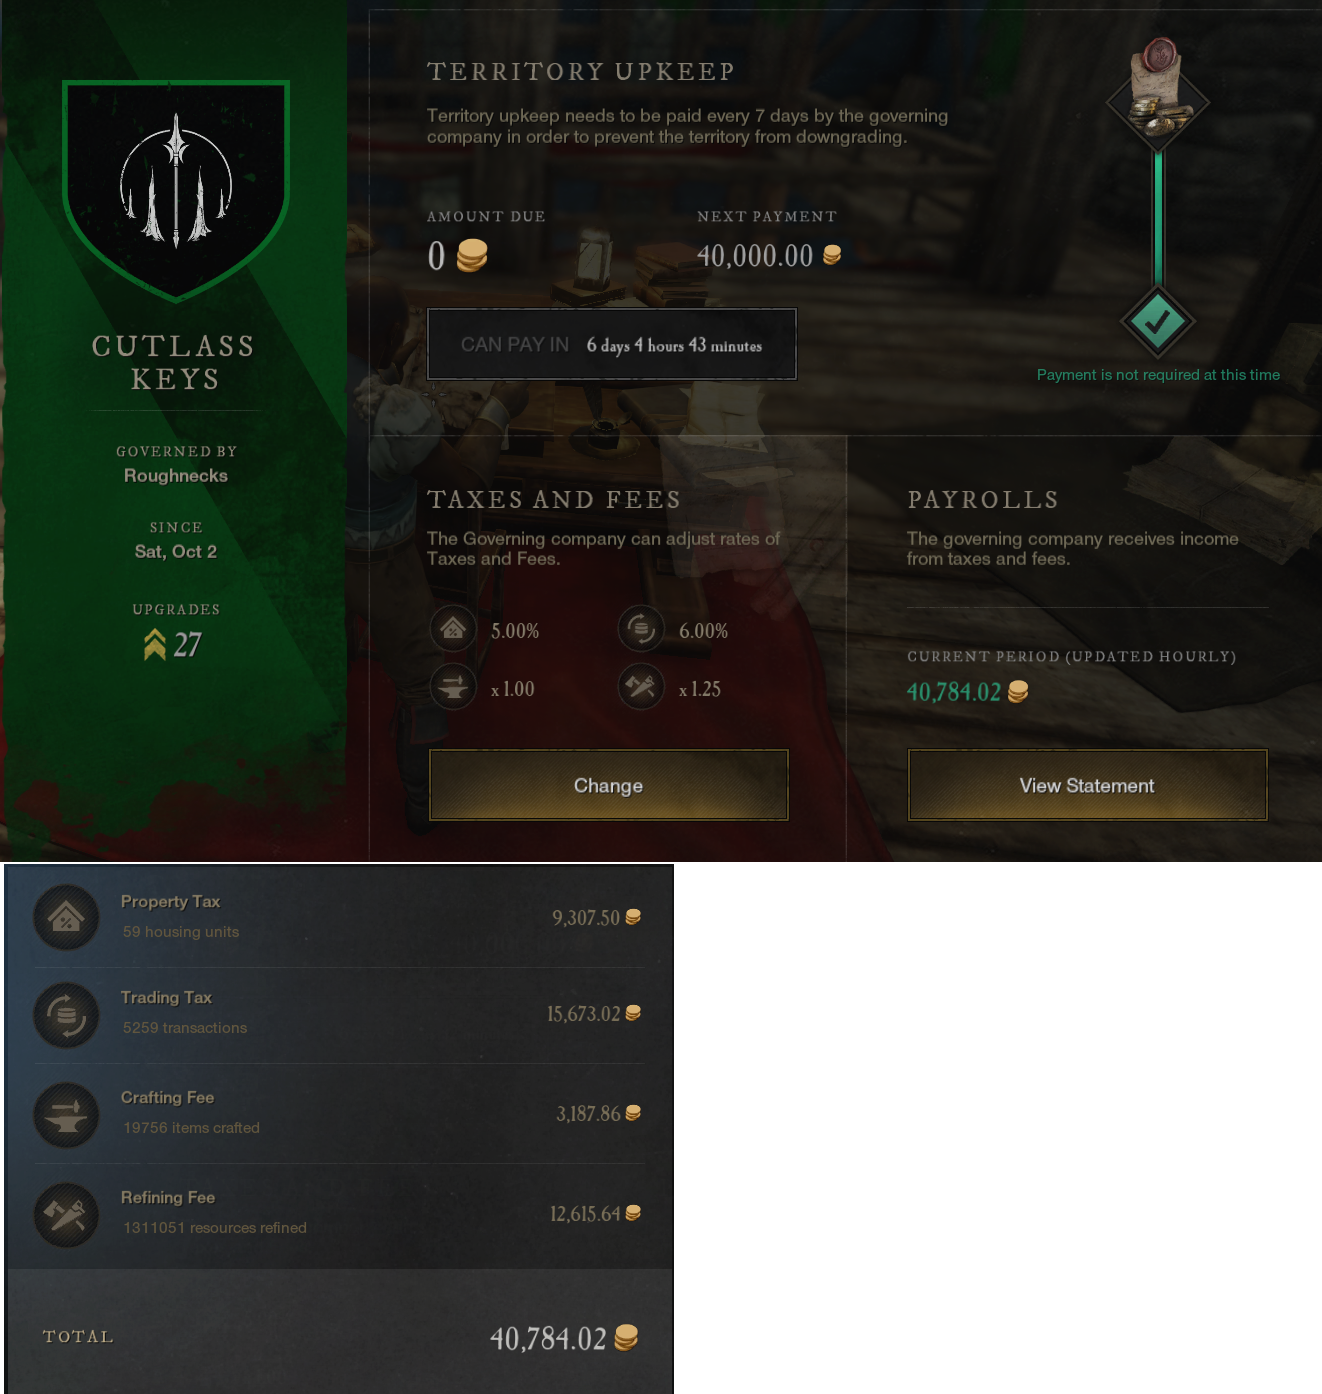 CUTLASS
KEYS
GOVERNED BY
Roughnecks
SINCE
Sat, Oct 2
UPGRADES
27
TERRITORY UPKEEP
Territory upkeep needs to be paid every 7 days by the governing
company in order to prevent the territory from downgrading.
AMOUNT DUE
0
NEXT PAYMENT
40,000.00
CAN PAY IN 6 days 4 hours 43 minutes
Payment is not required at this time
TAXES AND FEES
The Governing company can adjust rates of
Taxes and Fees.
5.00%
6.00%
x 1.00
x 1.25
Change
PAYROLLS
The governing company receives income
from taxes and fees.
CURRENT PERIOD (UPDATED HOURLY)
40,784.02
View Statement
Property Tax
59 housing units
9,307.50
Trading Tax
5259 transactions
15,673.02
Crafting Fee
19756 items crafted
3,187.86
Refining Fee
1311051 resources refined
12,615.64
TOTAL
40,784.02